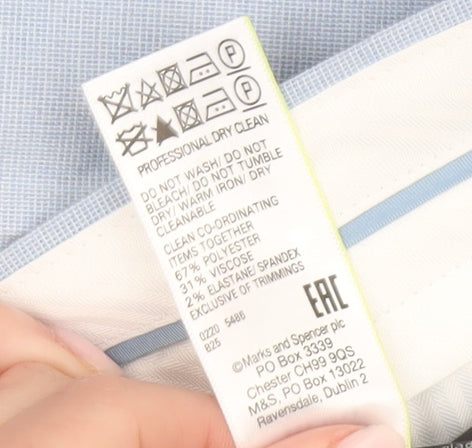 P
P
PROFESSIONAL DRY CLEAN
DO NOT WASH/ DO NOT
BLEACH/ DO NOT TUMBLE
DRY/ WARM IRON/ DRY
CLEANABLE
CLEAN CO-ORDINATING
ITEMS TOGETHER
67% POLYESTER
31% VISCOSE
2% ELASTANE/ SPANDEX
EXCLUSIVE OF TRIMMINGS
0220 5486
825
EAC
©Marks and Spencer plc
PO Box 3339
Chester CH99 9QS
M&S, PO Box 13022
Ravensdale, Dublin 2